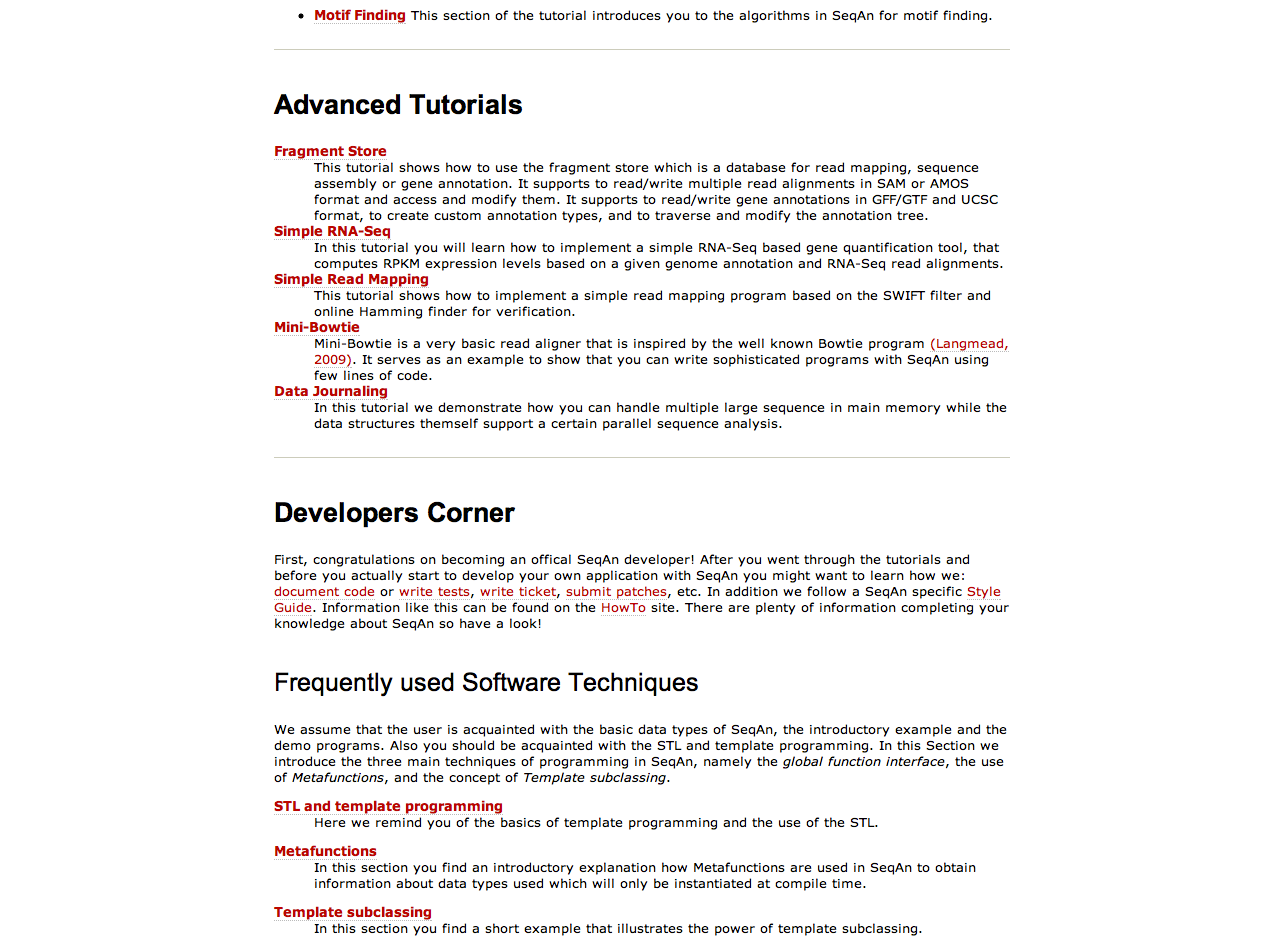 • Motif Finding This section of the tutorial introduces you to the algorithms in SeqAn for motif finding.
Advanced Tutorials
Fragment Store
This tutorial shows how to use the fragment store which is a database for read mapping, sequence
assembly or gene annotation. It supports to read/write multiple read alignments in SAM or AMOS
format and access and modify them. It supports to read/write gene annotations in GFF/GTF and UCSC
format, to create custom annotation types, and to traverse and modify the annotation tree.
Simple RNA-Seq
In this tutorial you will learn how to implement a simple RNA-Seq based gene quantification tool, that
computes RPKM expression levels based on a given genome annotation and RNA-Seq read alignments.
Simple Read Mapping
This tutorial shows how to implement a simple read mapping program based on the SWIFT filter and
online Hamming finder for verification.
Mini-Bowtie
Mini-Bowtie is a very basic read aligner that is inspired by the well known Bowtie program (Langmead,
2009). It serves as an example to show that you can write sophisticated programs with SeqAn using
few lines of code.
Data Journaling
In this tutorial we demonstrate how you can handle multiple large sequence in main memory while the
data structures themself support a certain parallel sequence analysis.
Developers Corner
First, congratulations on becoming an offical SeqAn developer! After you went through the tutorials and
before you actually start to develop your own application with SeqAn you might want to learn how we:
document code or write tests, write ticket, submit patches, etc. In addition we follow a SeqAn specific Style
Guide. Information like this can be found on the HowTo site. There are plenty of information completing your
knowledge about SeqAn so have a look!
Frequently used Software Techniques
We assume that the user is acquainted with the basic data types of SeqAn, the introductory example and the
demo programs. Also you should be acquainted with the STL and template programming. In this Section we
introduce the three main techniques of programming in SeqAn, namely the global function interface, the use
of Metafunctions, and the concept of Template subclassing.
STL and template programming
Here we remind you of the basics of template programming and the use of the STL.
Metafunctions
In this section you find an introductory explanation how Metafunctions are used in SeqAn to obtain
information about data types used which will only be instantiated at compile time.
Template subclassing
In this section you find a short example that illustrates the power of template subclassing.